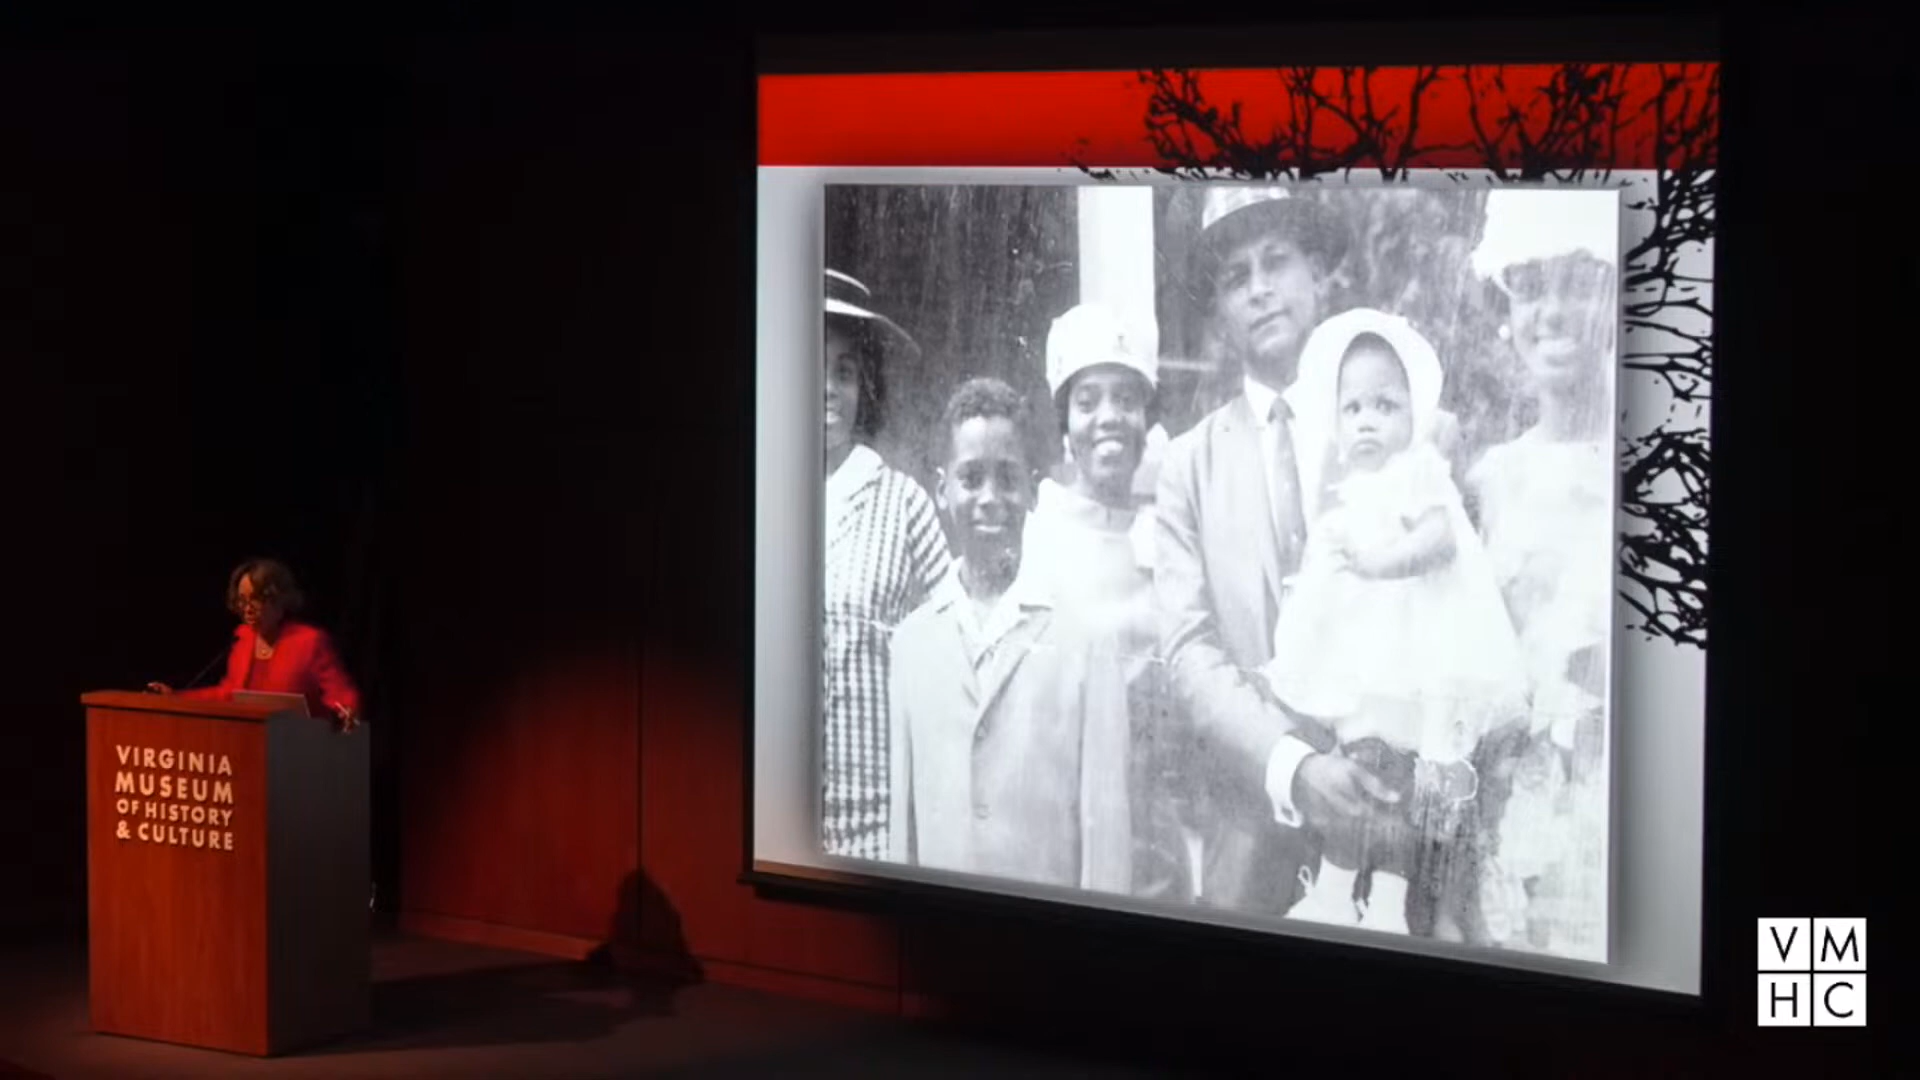 VIRGINIA
MUSEUM
OF HISTORY
& CULTURE
VM
HC